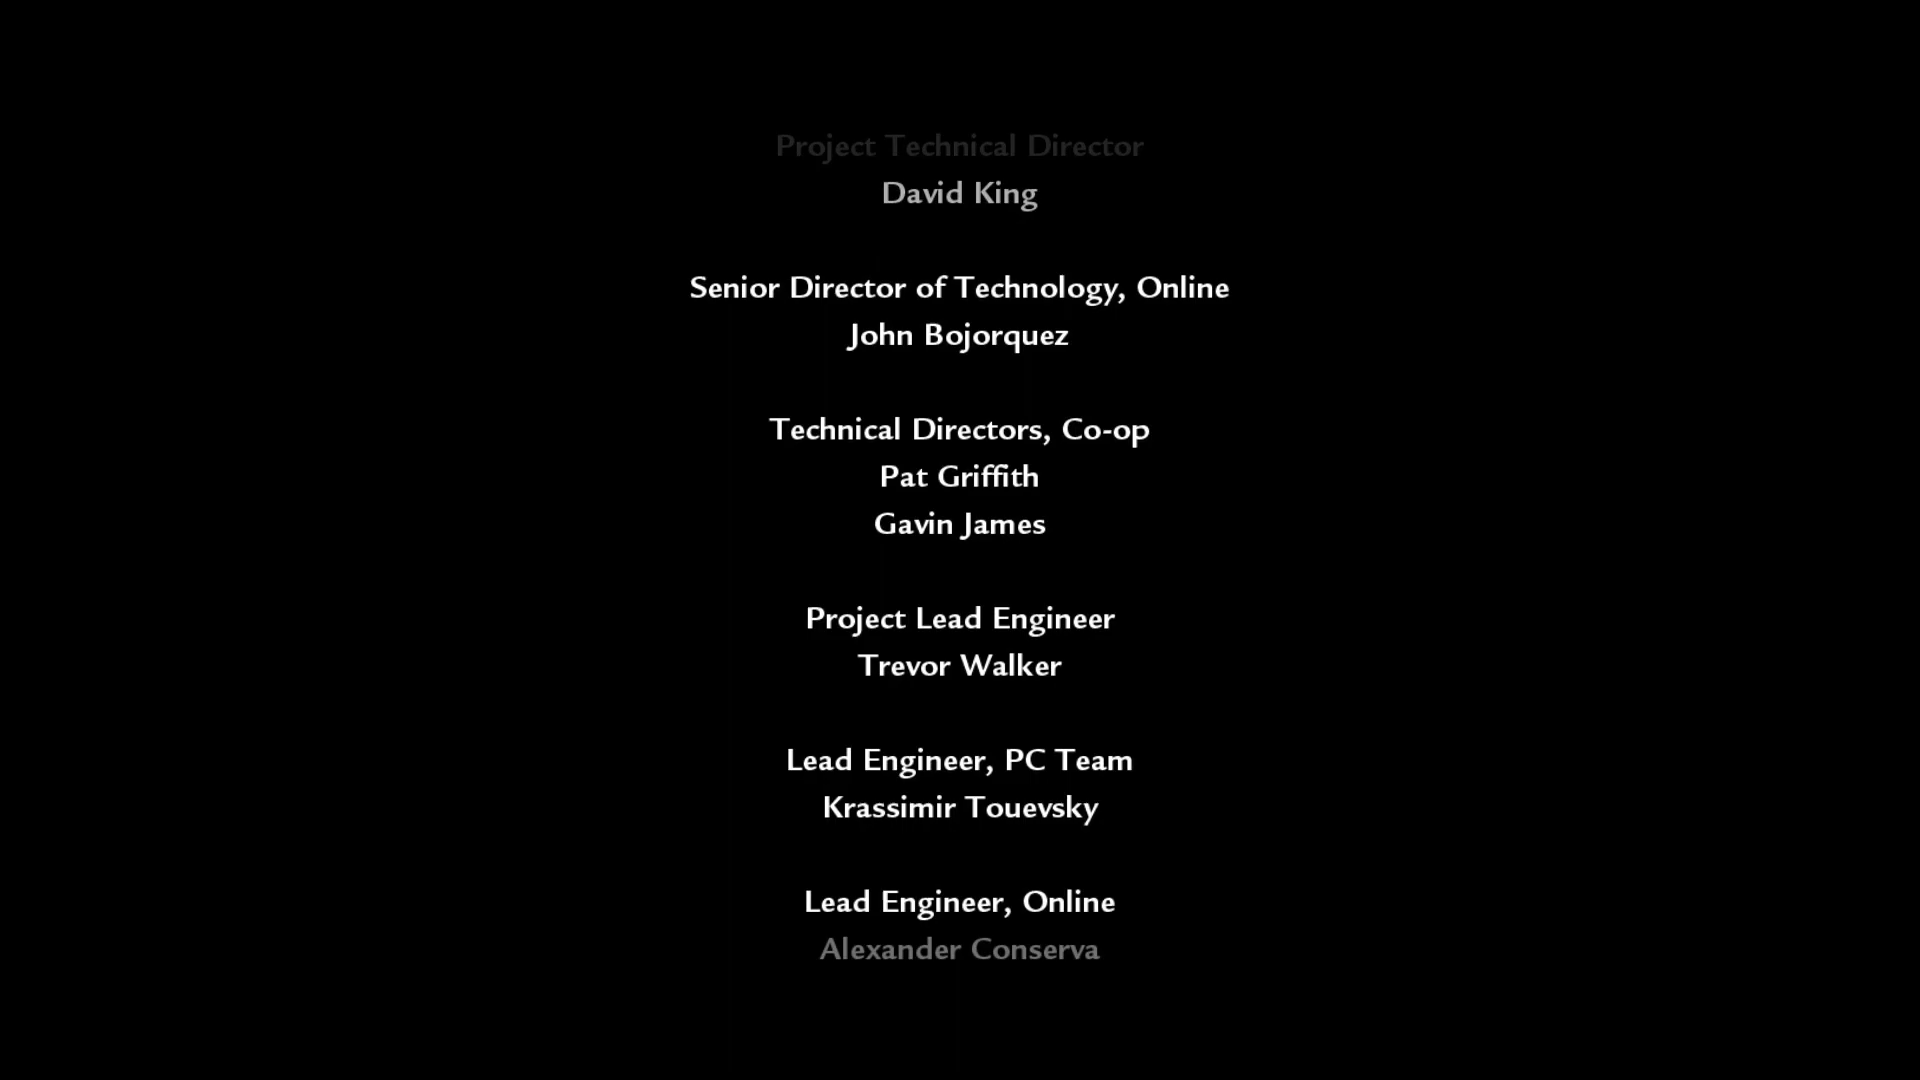 Project Technical Director
David King
Senior Director of Technology, Online
John Bojorquez
Technical Directors, Co-op
Pat Griffith
Gavin James
Project Lead Engineer
Trevor Walker
Lead Engineer, PC Team
Krassimir Touevsky
Lead Engineer, Online
Alexander Conserva